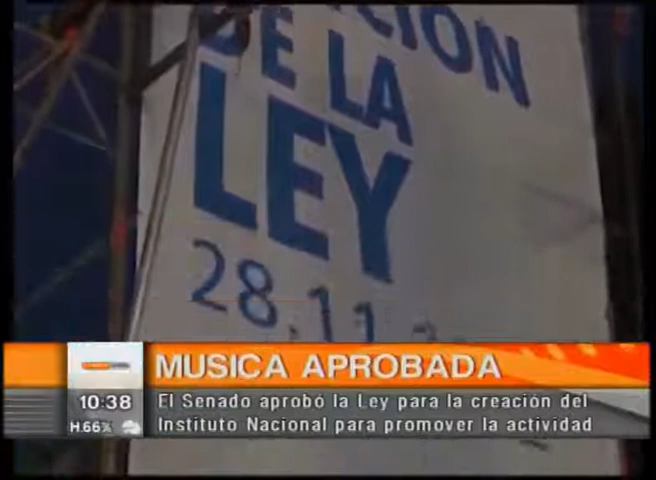 DE LA
LEY
28.11
MUSICA APROBADA
10:38
El Senado aprobó la Ley para la creación del
H.66%
Instituto Nacional para promover la actividad